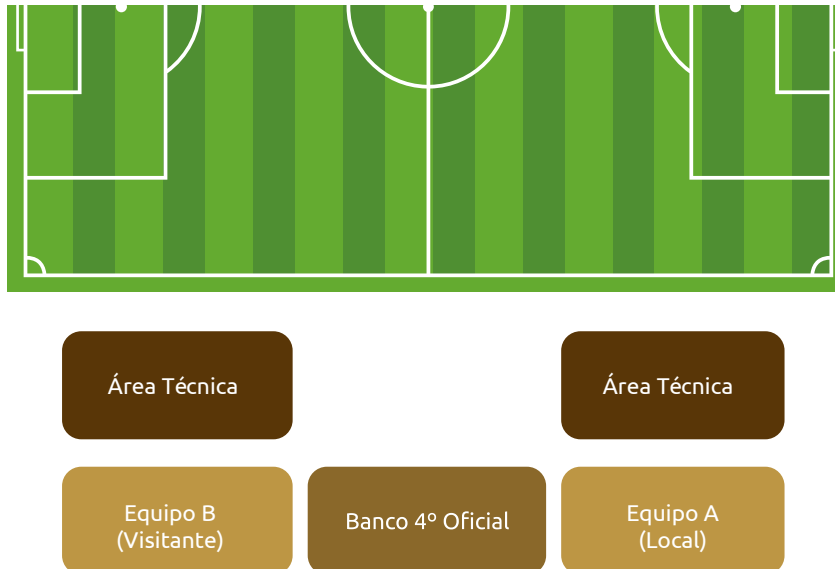 Área Técnica
Área Técnica
Equipo B
(Visitante)
Banco 4º Oficial
Equipo A
(Local)